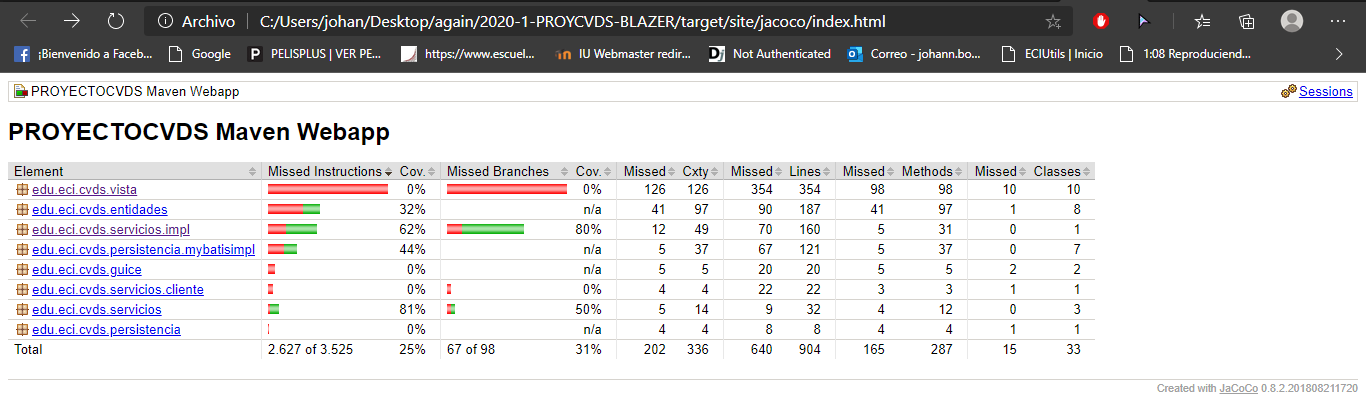 Archivo C:/Users/johan/Desktop/again/2020-1-PROYCVDS-BLAZER/target/site/jacoco/index.html
¡Bienvenido a Faceb... Google PELISPLUS | VER PE... https://www.escuel... IU Webmaster redir... Not Authenticated Correo - johann.bo... ECIUtils | Inicio 1:08 Reproduciend...
PROYECTOCVDS Maven Webapp Sessions
PROYECTOCVDS Maven Webapp
Element Missed Instructions Cov. Missed Branches Cov. Missed Cxty Missed Lines Missed Methods Missed Classes
edu.eci.cvds.vista 0% 0% 126 126 354 354 98 98 10 10
edu.eci.cvds.entidades 32% n/a 41 97 90 187 41 97 1 8
edu.eci.cvds.servicios.impl 62% 80% 12 49 70 160 5 31 0 1
edu.eci.cvds.persistencia.mybatisimpl 44% n/a 5 37 67 121 5 37 0 7
edu.eci.cvds.guice 0% n/a 5 5 20 20 5 5 2 2
edu.eci.cvds.servicios.cliente 0% 0% 4 4 22 22 3 3 1 1
edu.eci.cvds.servicios 81% 50% 5 14 9 32 4 12 0 3
edu.eci.cvds.persistencia 0% n/a 4 4 8 8 4 4 1 1
Total 2.627 of 3.525 25% 67 of 98 31% 202 336 640 904 165 287 15 33
Created with JaCoCo 0.8.2.201808211720